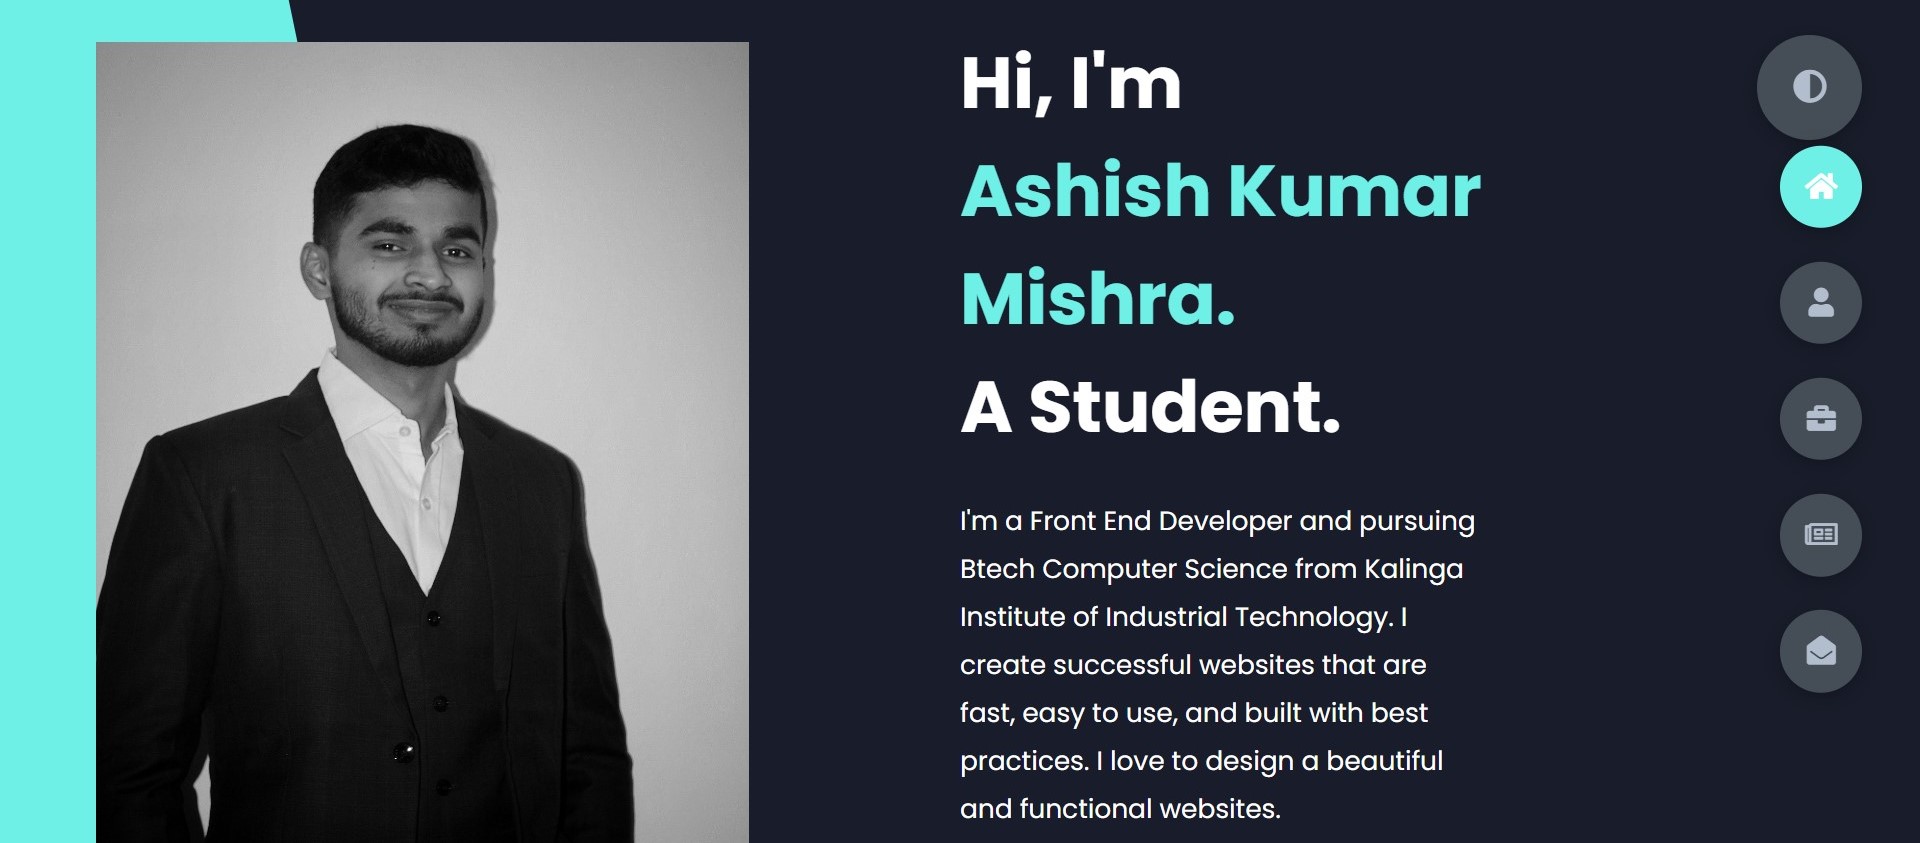 Hi, I'm
Ashish Kumar
Mishra.
A Student.
I'm a Front End Developer and pursuing
Btech Computer Science from Kalinga
Institute of Industrial Technology. I
create successful websites that are
fast, easy to use, and built with best
practices. I love to design a beautiful
and functional websites.